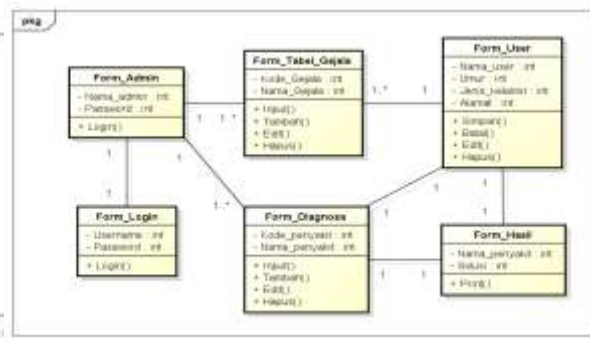 pkg
Form_Admin
- Nama_admin : int
- Password : int
+ Login()
Form_Tabel_Gejala
- Kode_Gejala : int
- Nama_Gejala : int
+ Input()
+ Tambah()
+ Edit()
+ Hapus()
Form_User
- Nama_user : int
- Umur : int
- Jenis_kelamin : int
- Alamat : int
+ Simpan()
+ Batal()
+ Edit()
+ Hapus()
1
1..*
1..*
1
1
1
1
1
1
1
1..*
1
1
Form_Login
- Username : int
- Password : int
+ Login()
Form_Diagnosa
- Kode_penyakit : int
- Nama_penyakit : int
+ Input()
+ Tambah()
+ Edit()
+ Hapus()
1
1
Form_Hasil
- Nama_penyakit : int
- Solusi : int
+ Print()